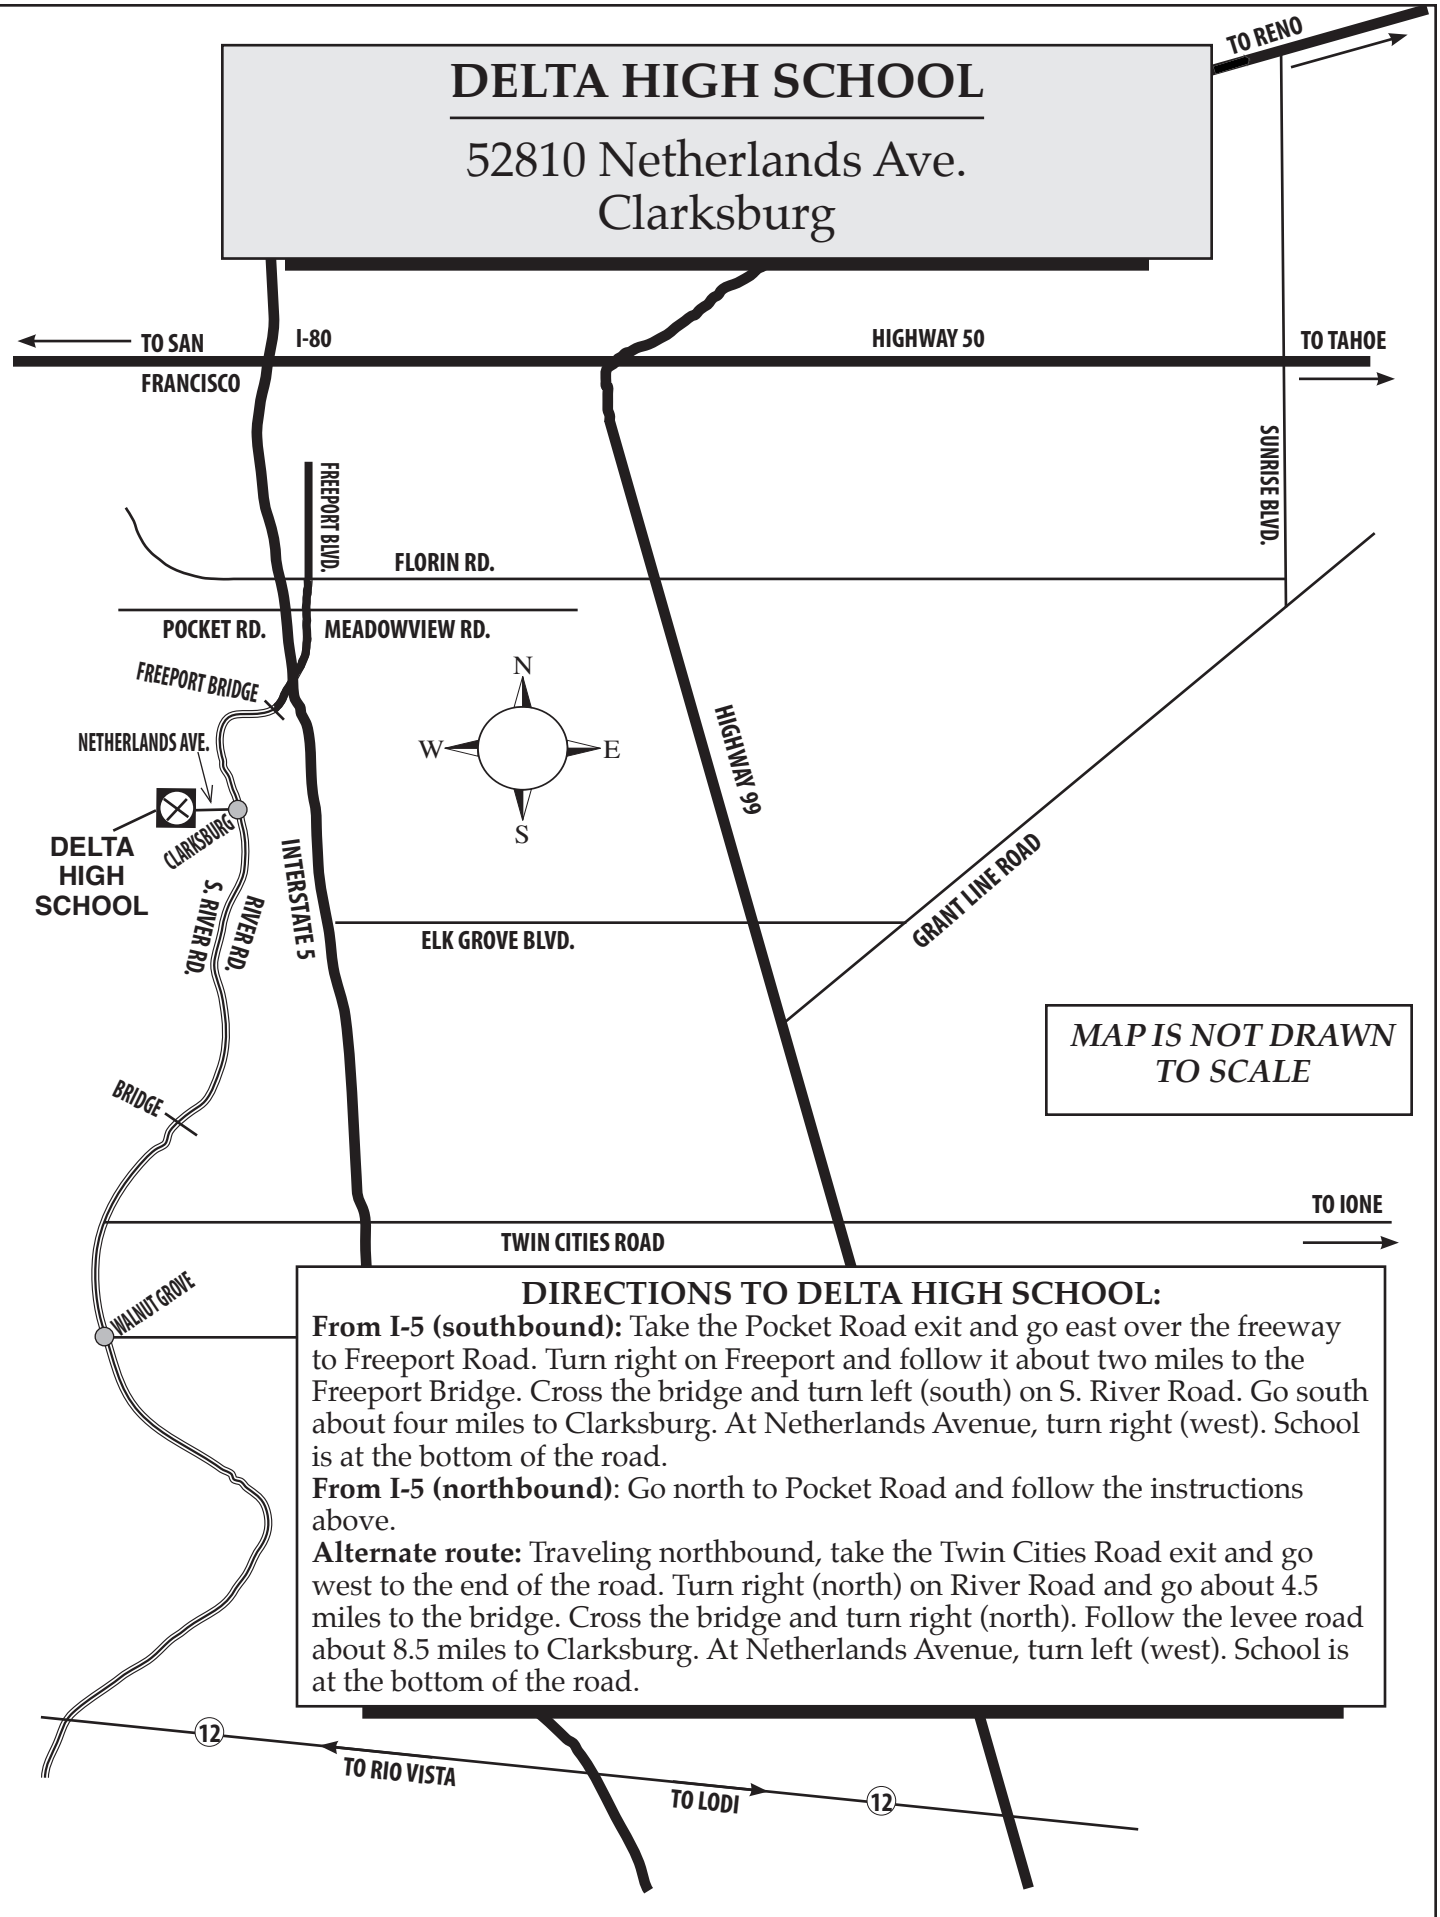 TO RENO
DELTA HIGH SCHOOL
52810 Netherlands Ave.
Clarksburg
TO SAN
FRANCISCO
I-80
HIGHWAY 50
TO TAHOE
SUNRISE BLVD.
FREEPORT BLVD.
FLORIN RD.
POCKET RD.
MEADOWVIEW RD.
FREEPORT BRIDGE
N
W
E
S
NETHERLANDS AVE.
HIGHWAY 99
CLARKSBURG
DELTA
HIGH
SCHOOL
INTERSTATE 5
S. RIVER RD.
RIVER RD.
GRANT LINE ROAD
ELK GROVE BLVD.
MAP IS NOT DRAWN
TO SCALE
BRIDGE
TO IONE
TWIN CITIES ROAD
WALNUT GROVE
DIRECTIONS TO DELTA HIGH SCHOOL:
From I-5 (southbound): Take the Pocket Road exit and go east over the freeway
to Freeport Road. Turn right on Freeport and follow it about two miles to the
Freeport Bridge. Cross the bridge and turn left (south) on S. River Road. Go south
about four miles to Clarksburg. At Netherlands Avenue, turn right (west). School
is at the bottom of the road.
From I-5 (northbound): Go north to Pocket Road and follow the instructions
above.
Alternate route: Traveling northbound, take the Twin Cities Road exit and go
west to the end of the road. Turn right (north) on River Road and go about 4.5
miles to the bridge. Cross the bridge and turn right (north). Follow the levee road
about 8.5 miles to Clarksburg. At Netherlands Avenue, turn left (west). School is
at the bottom of the road.
12
TO RIO VISTA
TO LODI
12